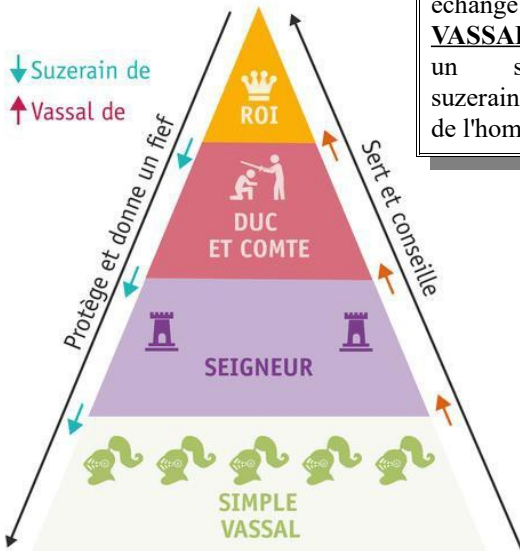 échange
VASSAL
un
suzerain
de l'hom
Suzerain de
Vassal de
ROI
Protège et donne un fief
Sert et conseille
DUC
ET COMTE
SEIGNEUR
SIMPLE
VASSAL